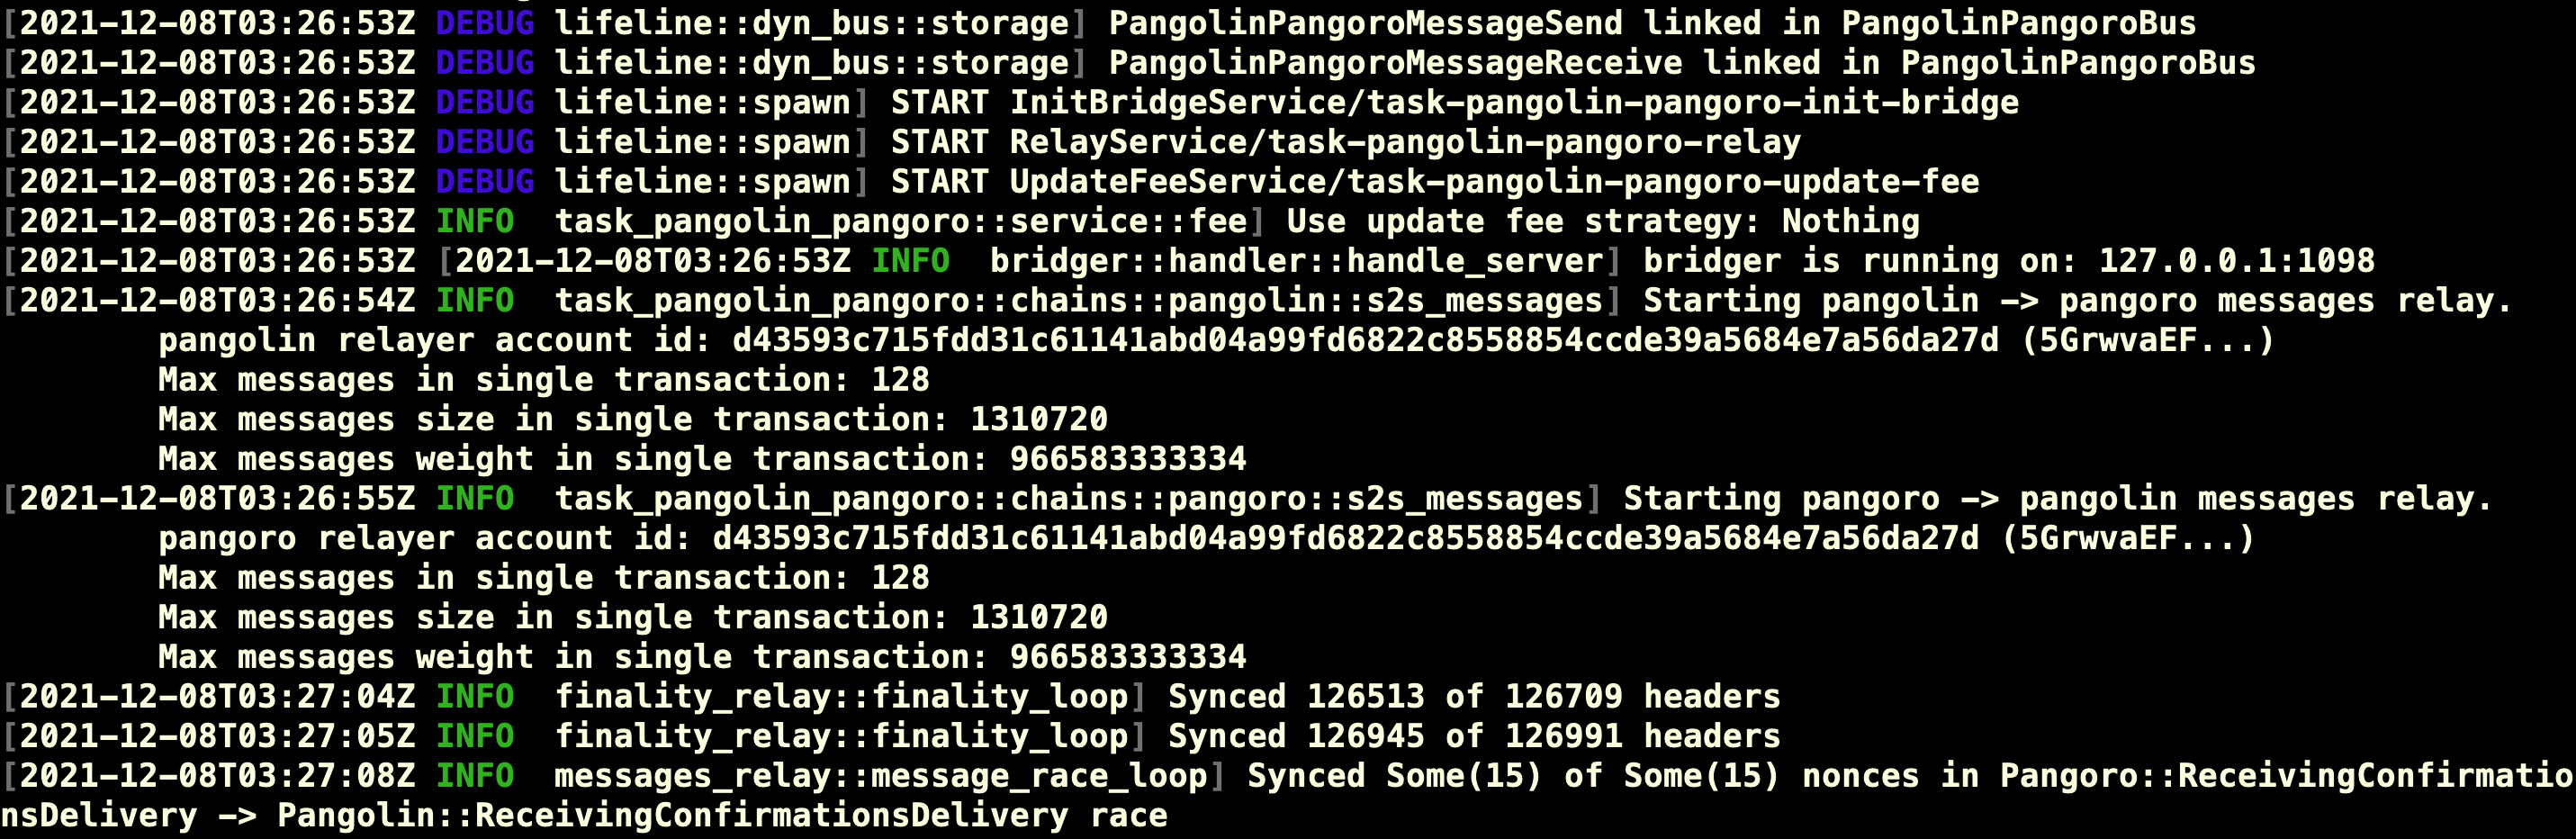 [2021-12-08T03:26:53Z DEBUG lifeline::dyn_bus::storage] PangolinPangoroMessageSend linked in PangolinPangoroBus
[2021-12-08T03:26:53Z DEBUG lifeline::dyn_bus::storage] PangolinPangoroMessageReceive linked in PangolinPangoroBus
[2021-12-08T03:26:53Z DEBUG lifeline::spawn] START InitBridgeService/task-pangolin-pangoro-init-bridge
[2021-12-08T03:26:53Z DEBUG lifeline::spawn] START RelayService/task-pangolin-pangoro-relay
[2021-12-08T03:26:53Z DEBUG lifeline::spawn] START UpdateFeeService/task-pangolin-pangoro-update-fee
[2021-12-08T03:26:53Z INFO  task_pangolin_pangoro::service::fee] Use update fee strategy: Nothing
[2021-12-08T03:26:53Z [2021-12-08T03:26:53Z INFO  bridger::handler::handle_server] bridger is running on: 127.0.0.1:1098
[2021-12-08T03:26:54Z INFO  task_pangolin_pangoro::chains::pangolin::s2s_messages] Starting pangolin -> pangoro messages relay.
        pangolin relayer account id: d43593c715fdd31c61141abd04a99fd6822c8558854ccde39a5684e7a56da27d (5GrwvaEF...)
        Max messages in single transaction: 128
        Max messages size in single transaction: 1310720
        Max messages weight in single transaction: 966583333334
[2021-12-08T03:26:55Z INFO  task_pangolin_pangoro::chains::pangoro::s2s_messages] Starting pangoro -> pangolin messages relay.
        pangoro relayer account id: d43593c715fdd31c61141abd04a99fd6822c8558854ccde39a5684e7a56da27d (5GrwvaEF...)
        Max messages in single transaction: 128
        Max messages size in single transaction: 1310720
        Max messages weight in single transaction: 966583333334
[2021-12-08T03:27:04Z INFO  finality_relay::finality_loop] Synced 126513 of 126709 headers
[2021-12-08T03:27:05Z INFO  finality_relay::finality_loop] Synced 126945 of 126991 headers
[2021-12-08T03:27:08Z INFO  messages_relay::message_race_loop] Synced Some(15) of Some(15) nonces in Pangoro::ReceivingConfirmatio
nsDelivery -> Pangolin::ReceivingConfirmationsDelivery race